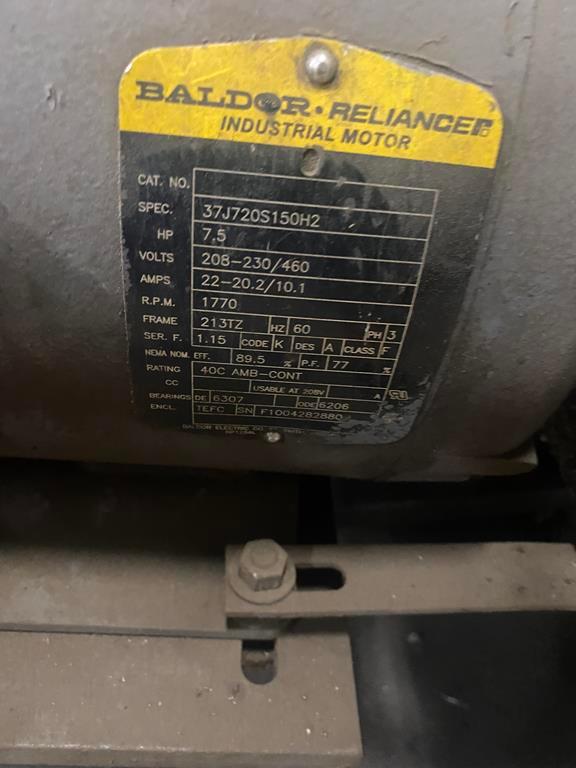 BALDOR • RELIANCE
INDUSTRIAL MOTOR
CAT. NO.
SPEC. 37J720S150H2
HP 7.5
VOLTS 208-230/460
AMPS 22-20.2/10.1
R.P.M. 1770
FRAME 213TZ HZ 60 PH 3
SER. F. 1.15 CODE K DES A CLASS F
NEMA NOM. EFF. 89.5 % P.F. 77 %
RATING 40C AMB-CONT
CC USABLE AT 208V A
BEARINGS DE 6307 ODE 6206
ENCL. TEFC SN F1004282880
BALDOR ELECTRIC CO.